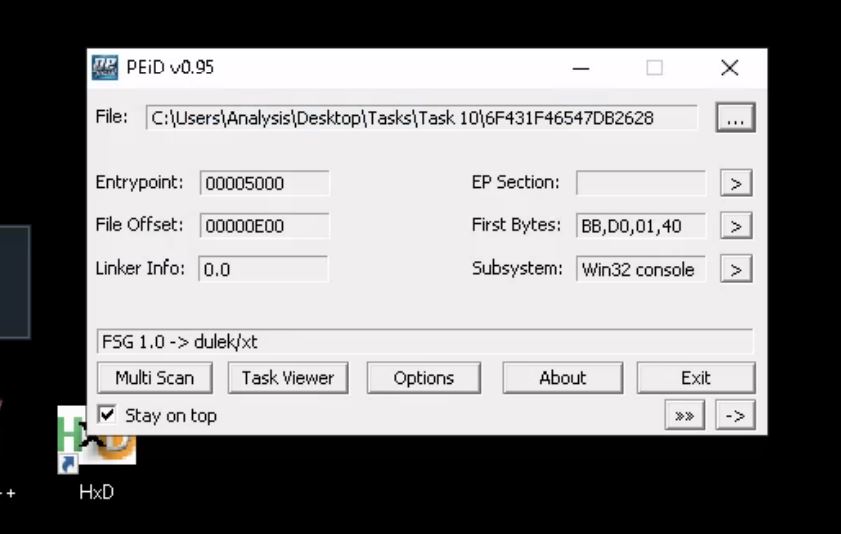 PEiD v0.95
File: C:\Users\Analysis\Desktop\Tasks\Task 10\6F431F46547DB2628 ...
Entrypoint: 00005000 EP Section: >
File Offset: 00000E00 First Bytes: BB,D0,01,40 >
Linker Info: 0.0 Subsystem: Win32 console >
FSG 1.0 -> dulek/xt
Multi Scan Task Viewer Options About Exit
Stay on top »» ->
HxD
++ HxD